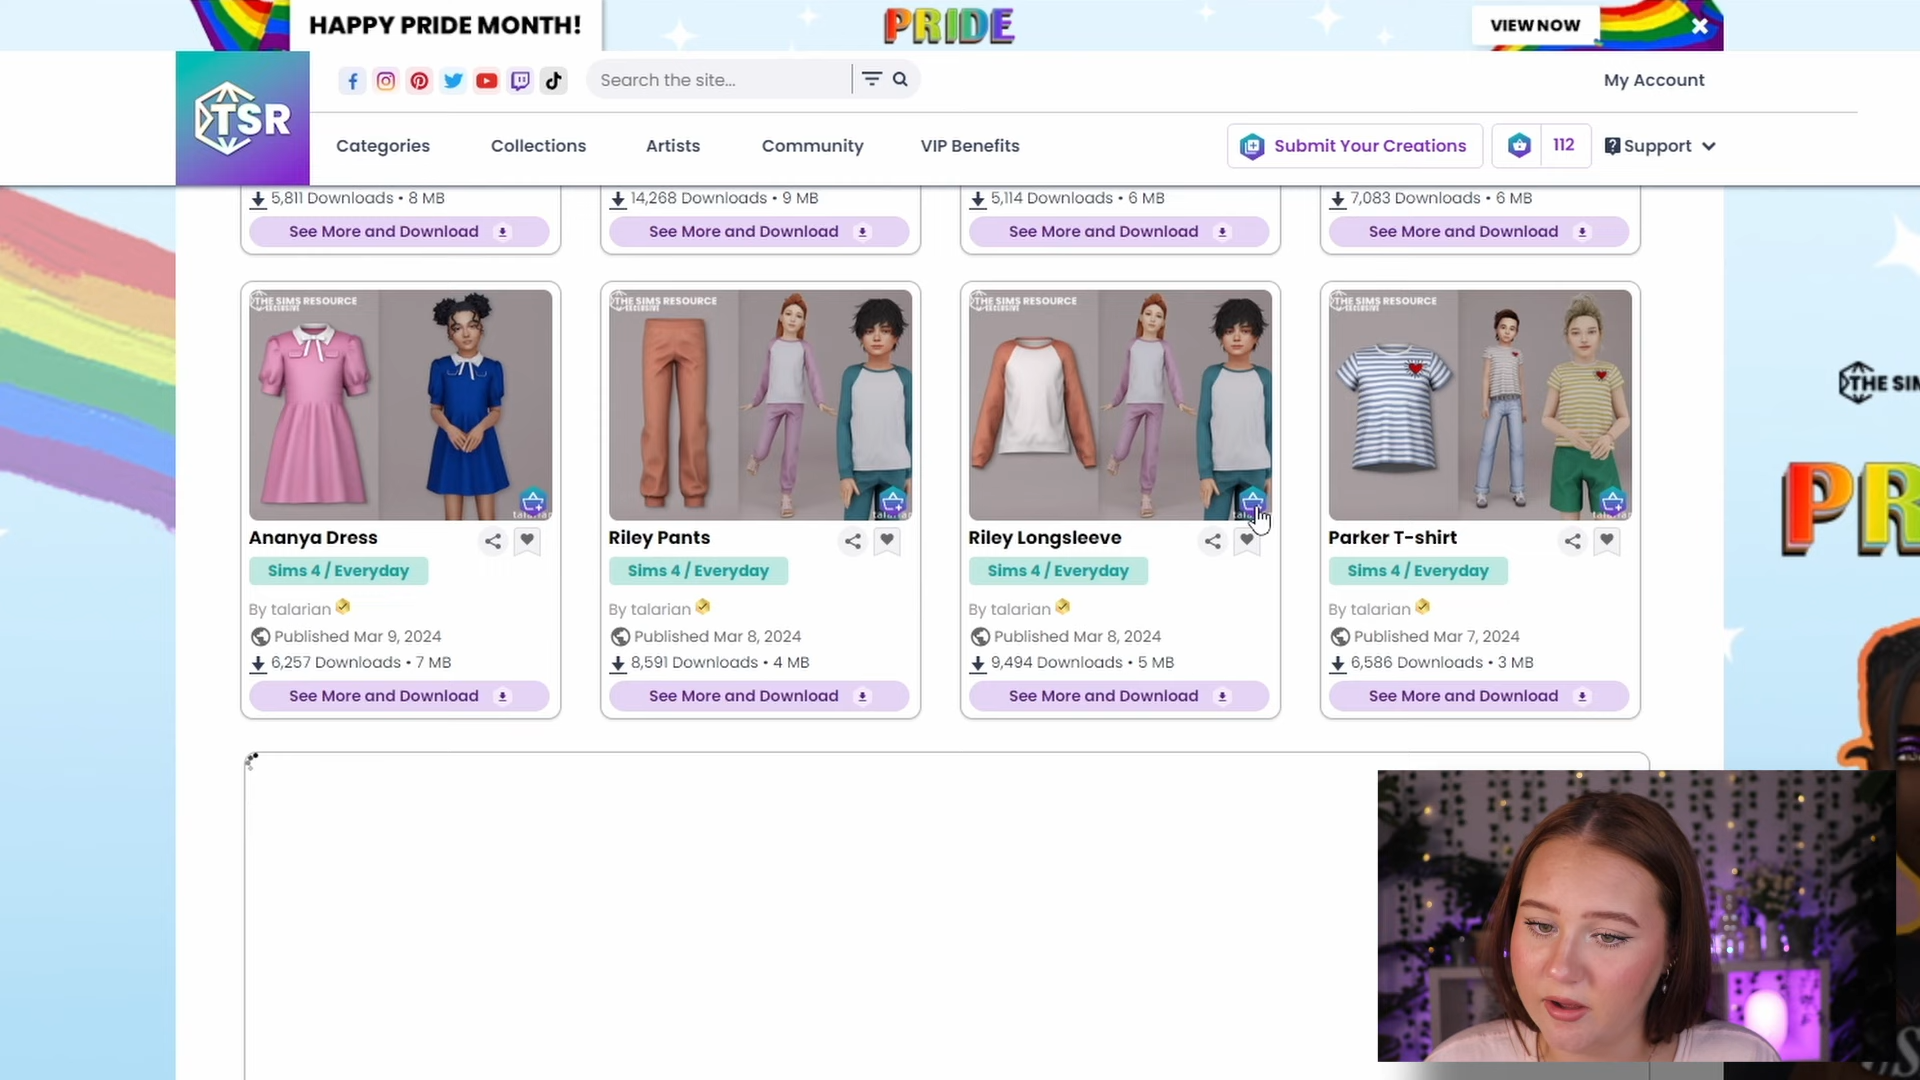 HAPPY PRIDE MONTH!
PRIDE
VIEW NOW
TSR
Search the site...
My Account
Categories
Collections
Artists
Community
VIP Benefits
Submit Your Creations
112
Support
5,811 Downloads • 8 MB
14,268 Downloads • 9 MB
5,114 Downloads • 6 MB
7,083 Downloads • 6 MB
See More and Download
See More and Download
See More and Download
See More and Download
THE SIMS RESOURCE
EXCLUSIVE
THE SIMS RESOURCE
EXCLUSIVE
THE SIMS RESOURCE
EXCLUSIVE
THE SIMS RESOURCE
EXCLUSIVE
THE SIM
PR
Ananya Dress
Sims 4 / Everyday
By talarian
Published Mar 9, 2024
6,257 Downloads • 7 MB
See More and Download
Riley Pants
Sims 4 / Everyday
By talarian
Published Mar 8, 2024
8,591 Downloads • 4 MB
See More and Download
Riley Longsleeve
Sims 4 / Everyday
By talarian
Published Mar 8, 2024
9,494 Downloads • 5 MB
See More and Download
Parker T-shirt
Sims 4 / Everyday
By talarian
Published Mar 7, 2024
6,586 Downloads • 3 MB
See More and Download